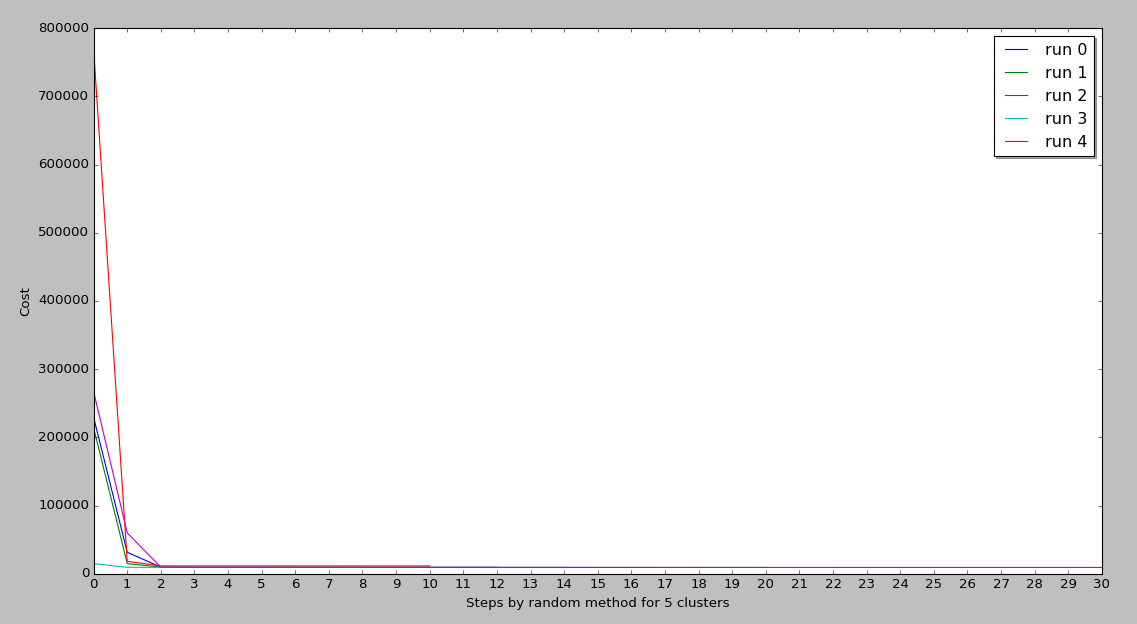 800000
700000
600000
500000
400000
300000
200000
100000
0
Cost
0 1 2 3 4 5 6 7 8 9 10 11 12 13 14 15 16 17 18 19 20 21 22 23 24 25 26 27 28 29 30
Steps by random method for 5 clusters
run 0
run 1
run 2
run 3
run 4